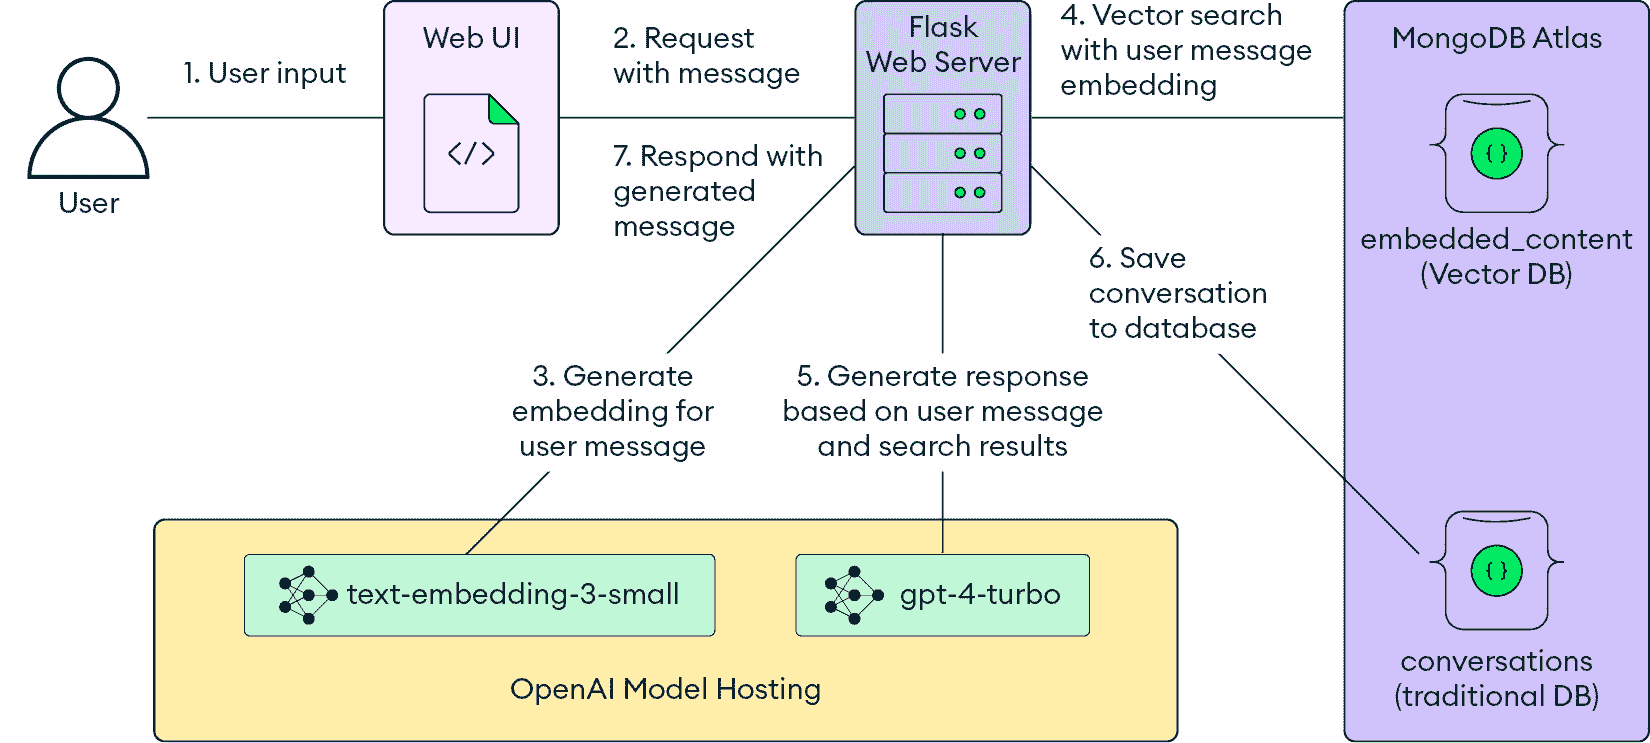 1. User input
User
Web UI
</>
2. Request
with message
7. Respond with
generated
message
Flask
Web Server
4. Vector search
with user message
embedding
MongoDB Atlas
{}
embedded_content
(Vector DB)
6. Save
conversation
to database
3. Generate
embedding for
user message
5. Generate response
based on user message
and search results
text-embedding-3-small
gpt-4-turbo
OpenAI Model Hosting
{}
conversations
(traditional DB)